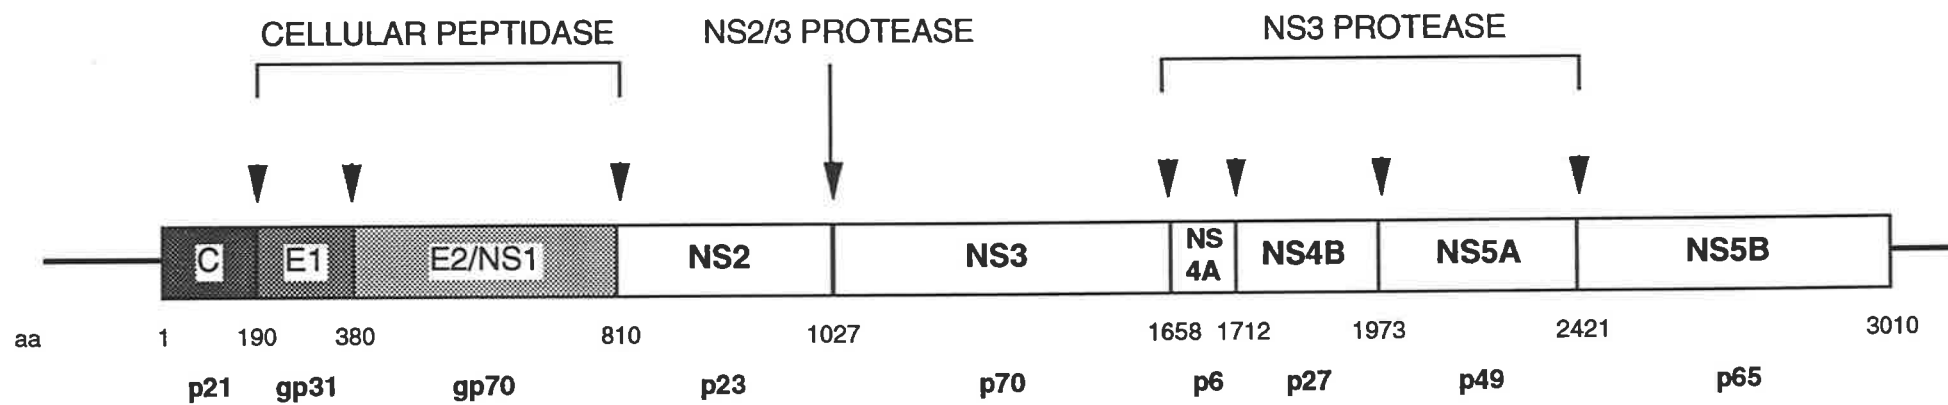 CELLULAR PEPTIDASE NS2/3 PROTEASE NS3 PROTEASE
C E1 E2/NS1 NS2 NS3 NS 4A NS4B NS5A NS5B
aa 1 190 380 810 1027 1658 1712 1973 2421 3010
p21 gp31 gp70 p23 p70 p6 p27 p49 p65